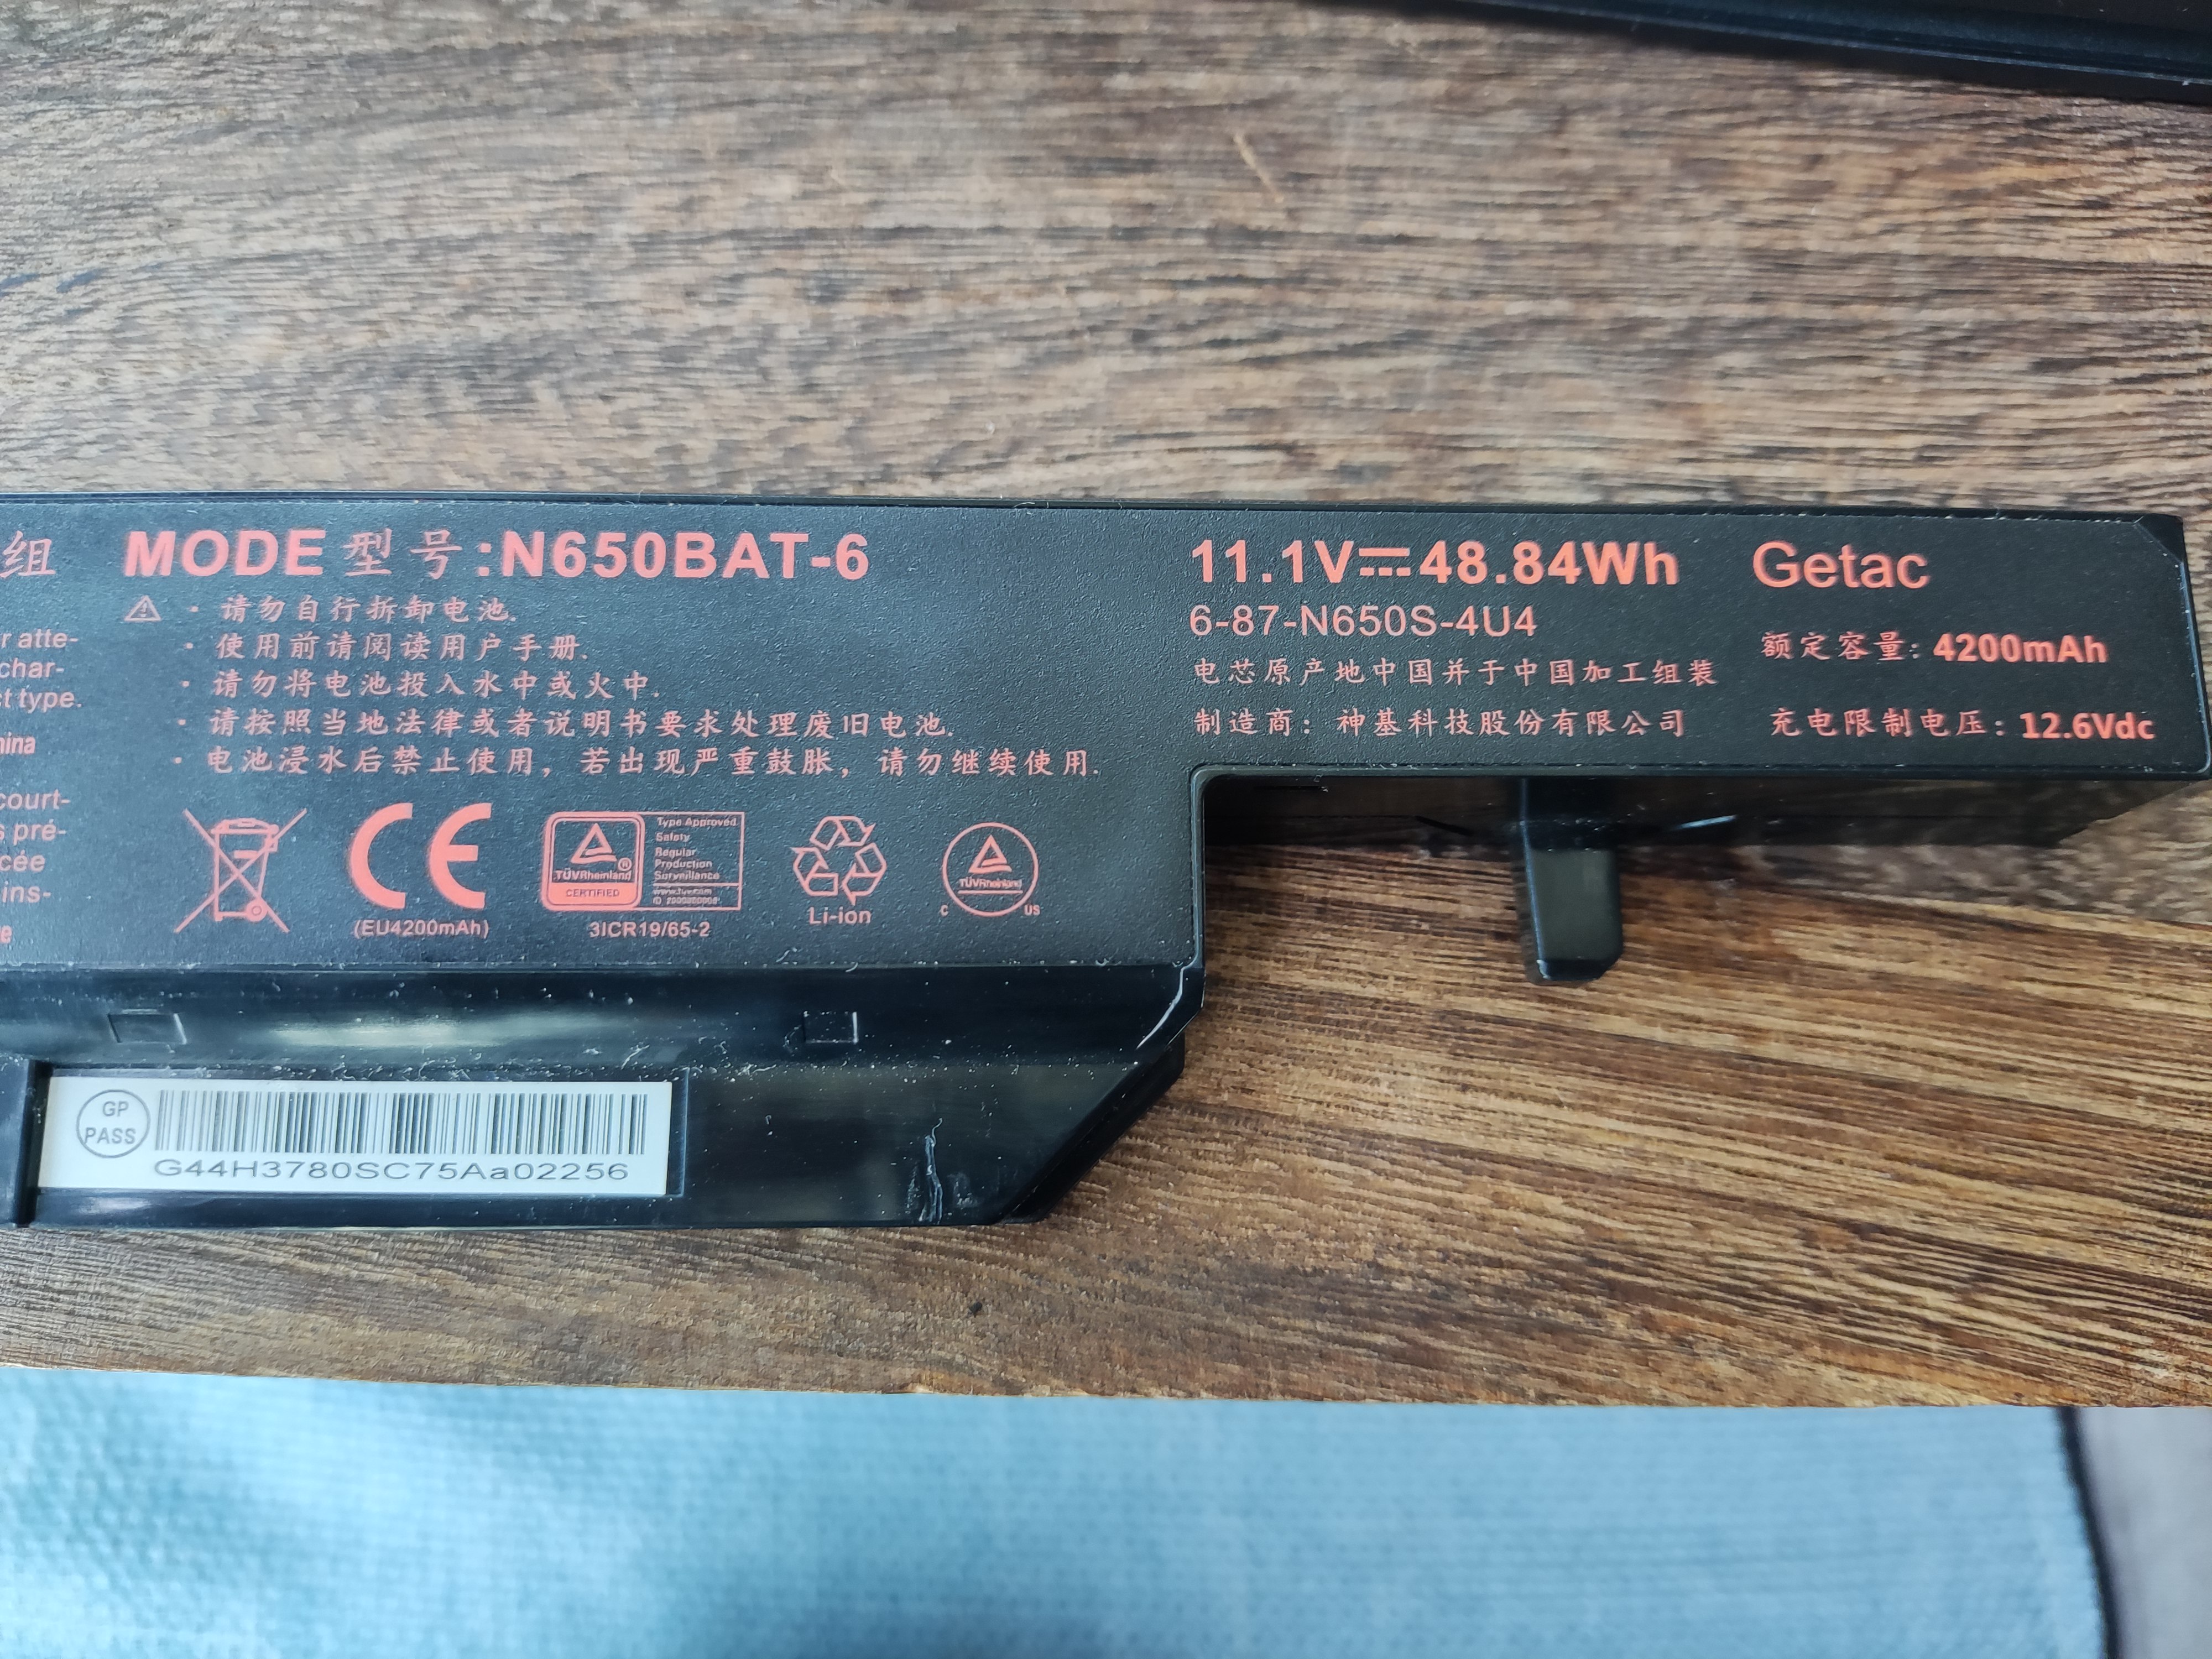 组
r atte-
char-
ct type.
hina
court-
s pré-
cée
ins-
e
MODE 型号:N650BAT-6
· 请勿自行拆卸电池.
· 使用前请阅读用户手册.
· 请勿将电池投入水中或火中.
· 请按照当地法律或者说明书要求处理废旧电池.
· 电池浸水后禁止使用，若出现严重鼓胀，请勿继续使用.
CE
(EU4200mAh)
TÜVRheinland
CERTIFIED
Type Approved
Safety
Regular
Production
Surveillance
www.tuv.com
3ICR19/65-2
Li-ion
TÜVRheinland
C US
11.1V 48.84Wh
6-87-N650S-4U4
电芯原产地中国并于中国加工组装
制造商: 神基科技股份有限公司
Getac
额定容量: 4200mAh
充电限制电压: 12.6Vdc
GP
PASS
G44H3780SC75Aa02256